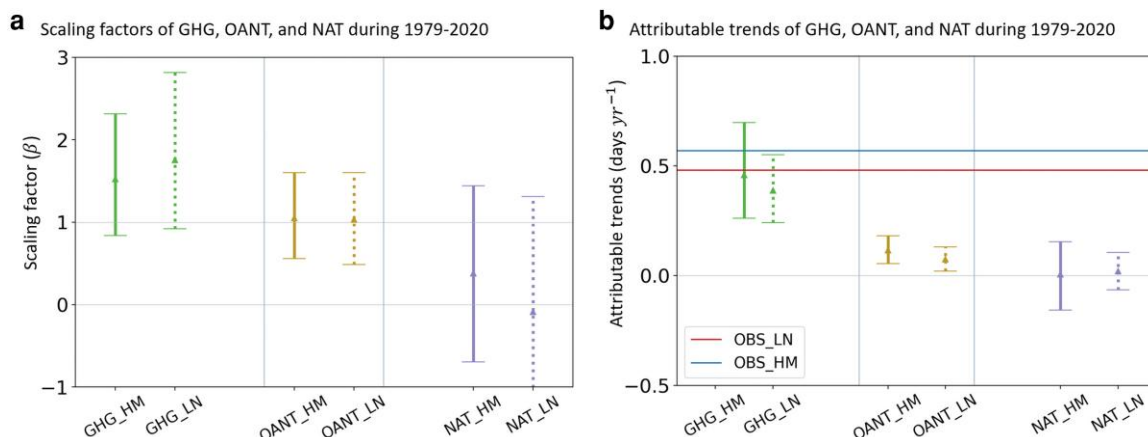 a Scaling factors of GHG, OANT, and NAT during 1979-2020
Scaling factor (β)
3
2
1
0
−1
GHG_HM
GHG_LN
OANT_HM
OANT_LN
NAT_HM
NAT_LN
b Attributable trends of GHG, OANT, and NAT during 1979-2020
Attributable trends (days yr⁻¹)
1.0
0.5
0.0
−0.5
OBS_LN
OBS_HM
GHG_HM
GHG_LN
OANT_HM
OANT_LN
NAT_HM
NAT_LN